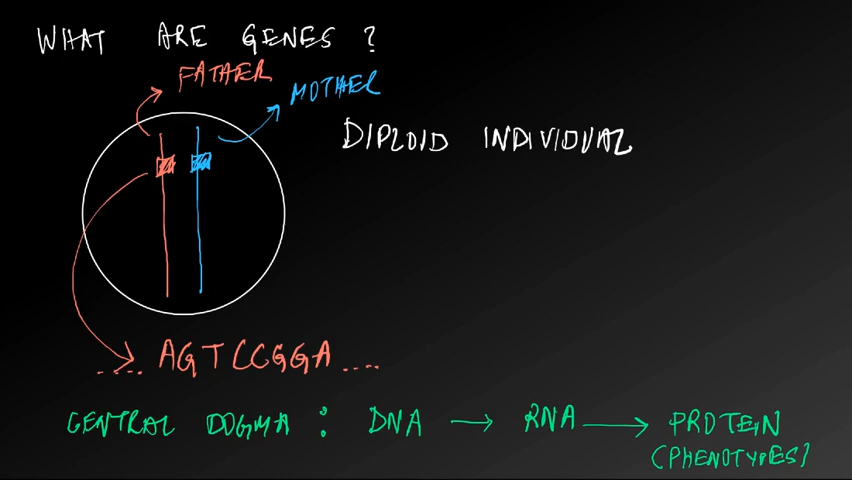 WHAT ARE GENES ?
FATHER
MOTHER
DIPLOID INDIVIDUAL
.... AGTCCGGA ....
CENTRAL DOGMA : DNA → RNA → PROTEIN
(PHENOTYPES)